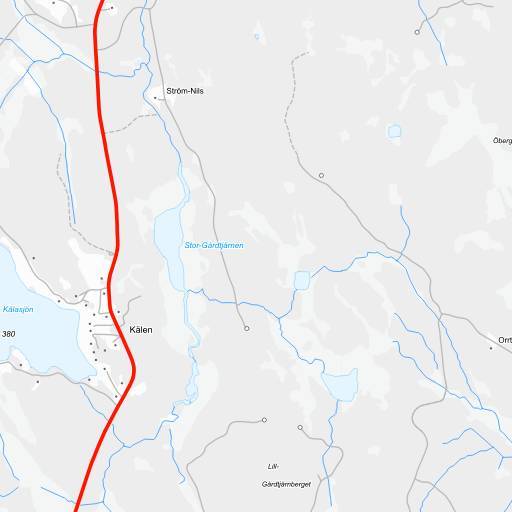 Ström-Nils
Öberg
Stor-Gårdtjärnen
Kälasjön
380
Kälen
Orrt
Lill-
Gårdtjärnberget